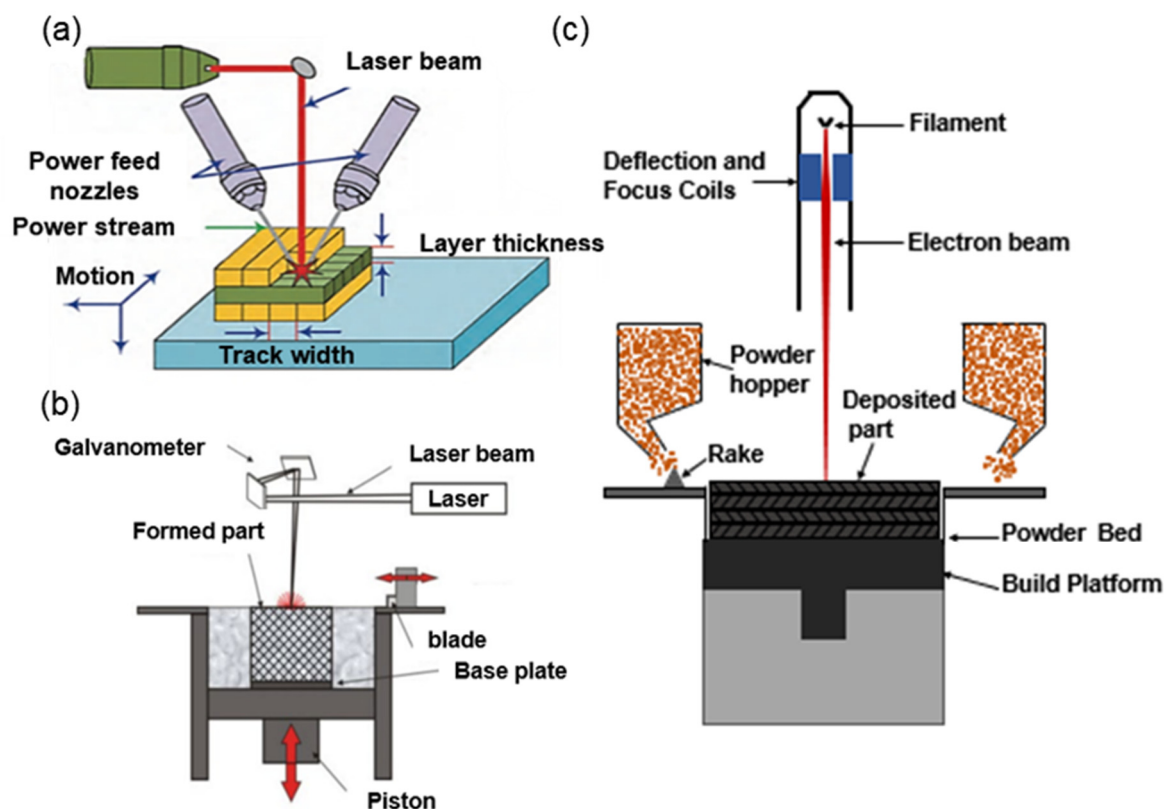 (a)
Laser beam
Power feed
nozzles
Power stream
Layer thickness
Motion
Track width
(b)
Galvanometer
Laser beam
Laser
Formed part
blade
Base plate
Piston
(c)
Filament
Deflection and
Focus Coils
Electron beam
Powder
hopper
Deposited
part
Rake
Powder Bed
Build Platform